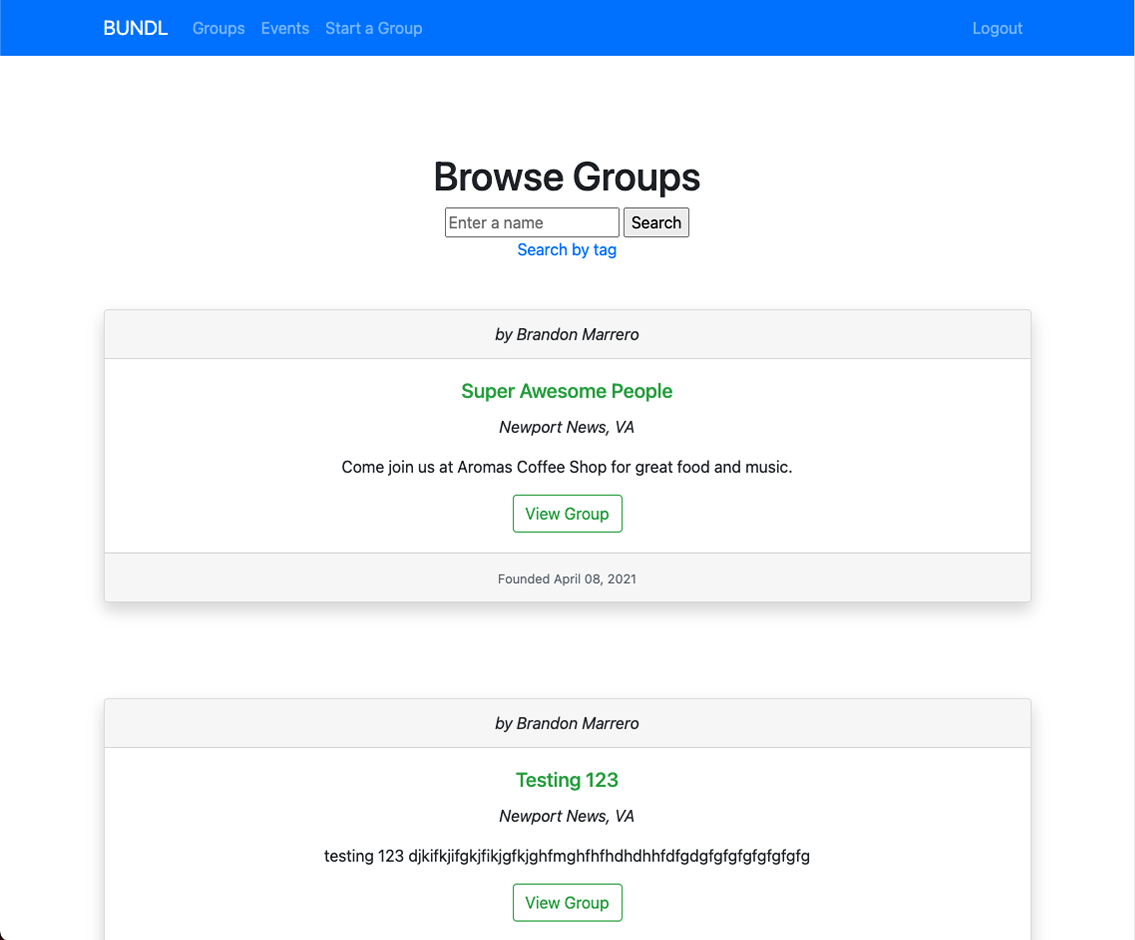 BUNDL Groups Events Start a Group Logout
Browse Groups
Enter a name Search
Search by tag
by Brandon Marrero
Super Awesome People
Newport News, VA
Come join us at Aromas Coffee Shop for great food and music.
View Group
Founded April 08, 2021
by Brandon Marrero
Testing 123
Newport News, VA
testing 123 djkifkjifgkjfikjgfkjghfmghfhfhdhdhhfdfgdgfgfgfgfgfgfgfg
View Group